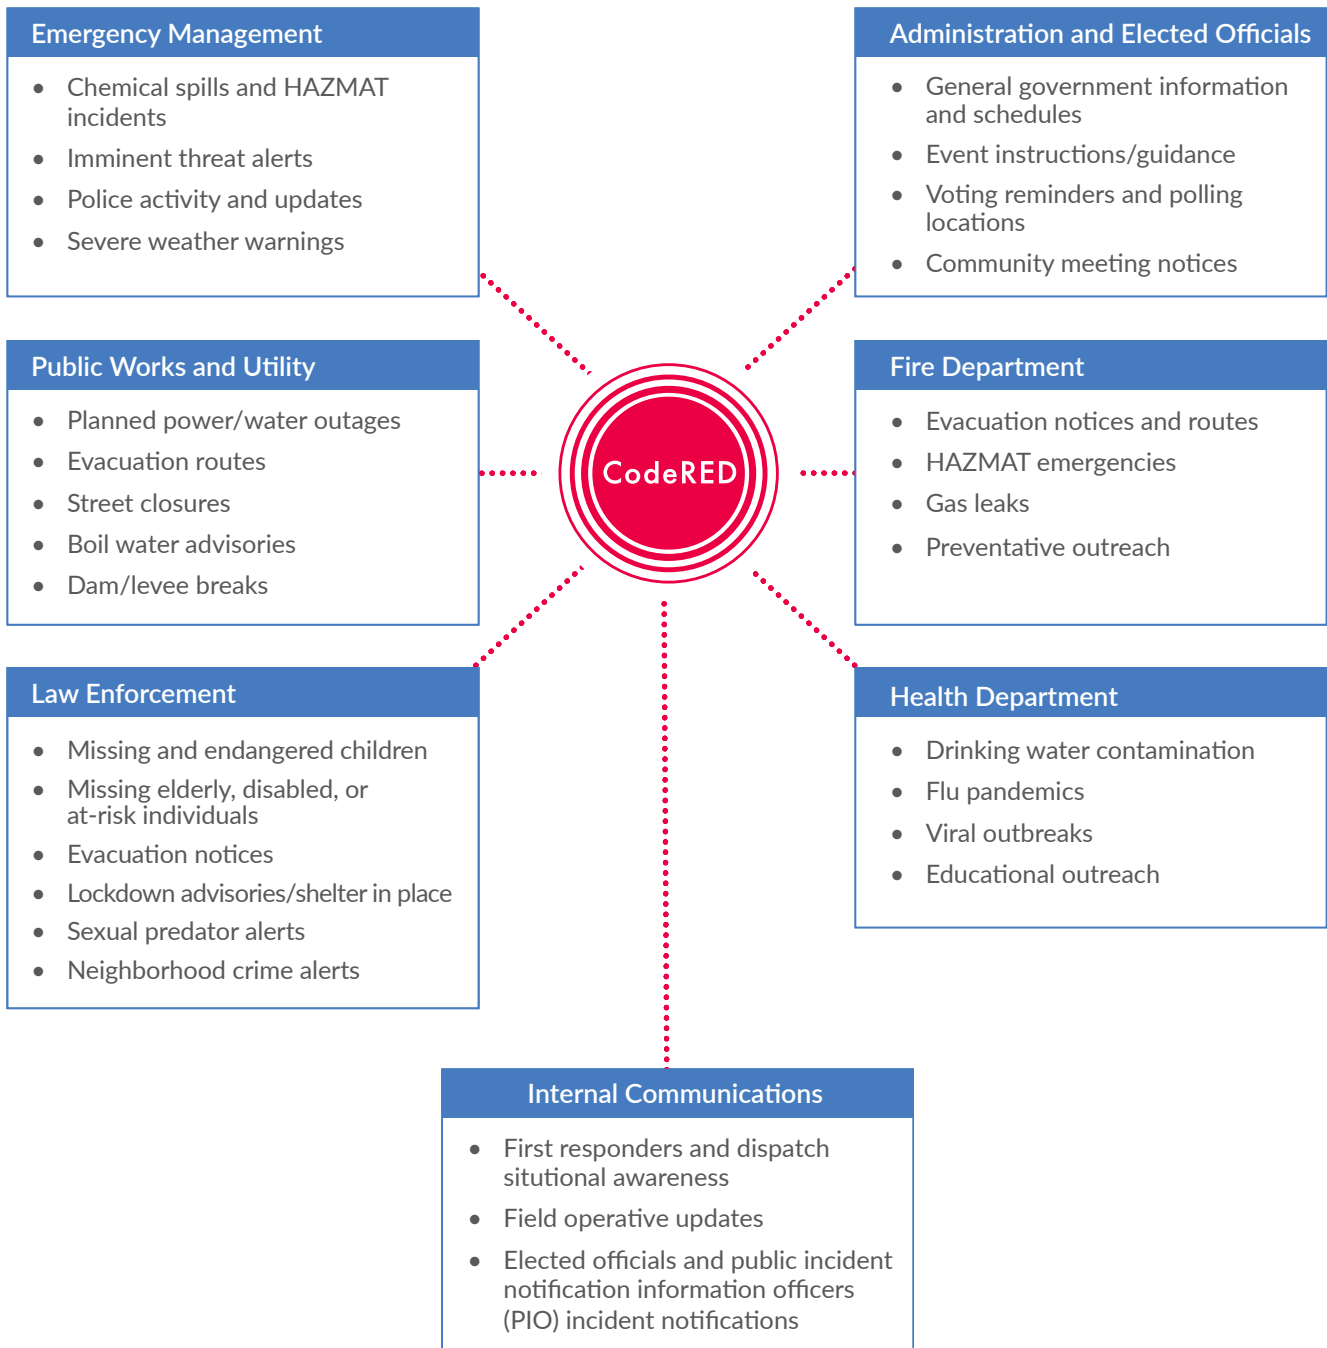 Emergency Management
• Chemical spills and HAZMAT
incidents
• Imminent threat alerts
• Police activity and updates
• Severe weather warnings
Administration and Elected Officials
• General government information
and schedules
• Event instructions/guidance
• Voting reminders and polling
locations
• Community meeting notices
Public Works and Utility
• Planned power/water outages
• Evacuation routes
• Street closures
• Boil water advisories
• Dam/levee breaks
CodeRED
Fire Department
• Evacuation notices and routes
• HAZMAT emergencies
• Gas leaks
• Preventative outreach
Law Enforcement
• Missing and endangered children
• Missing elderly, disabled, or
at-risk individuals
• Evacuation notices
• Lockdown advisories/shelter in place
• Sexual predator alerts
• Neighborhood crime alerts
Health Department
• Drinking water contamination
• Flu pandemics
• Viral outbreaks
• Educational outreach
Internal Communications
• First responders and dispatch
situtional awareness
• Field operative updates
• Elected officials and public incident
notification information officers
(PIO) incident notifications